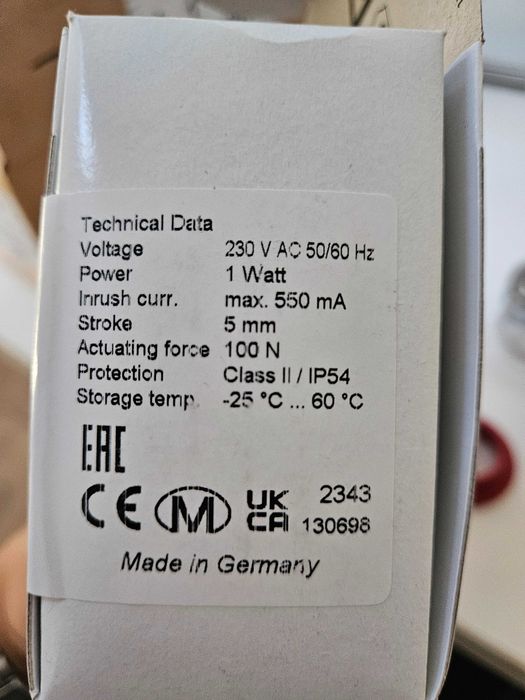 Technical Data
Voltage 230 V AC 50/60 Hz
Power 1 Watt
Inrush curr. max. 550 mA
Stroke 5 mm
Actuating force 100 N
Protection Class II / IP54
Storage temp. -25 °C ... 60 °C
EAC
CE M UK 2343
CA 130698
Made in Germany